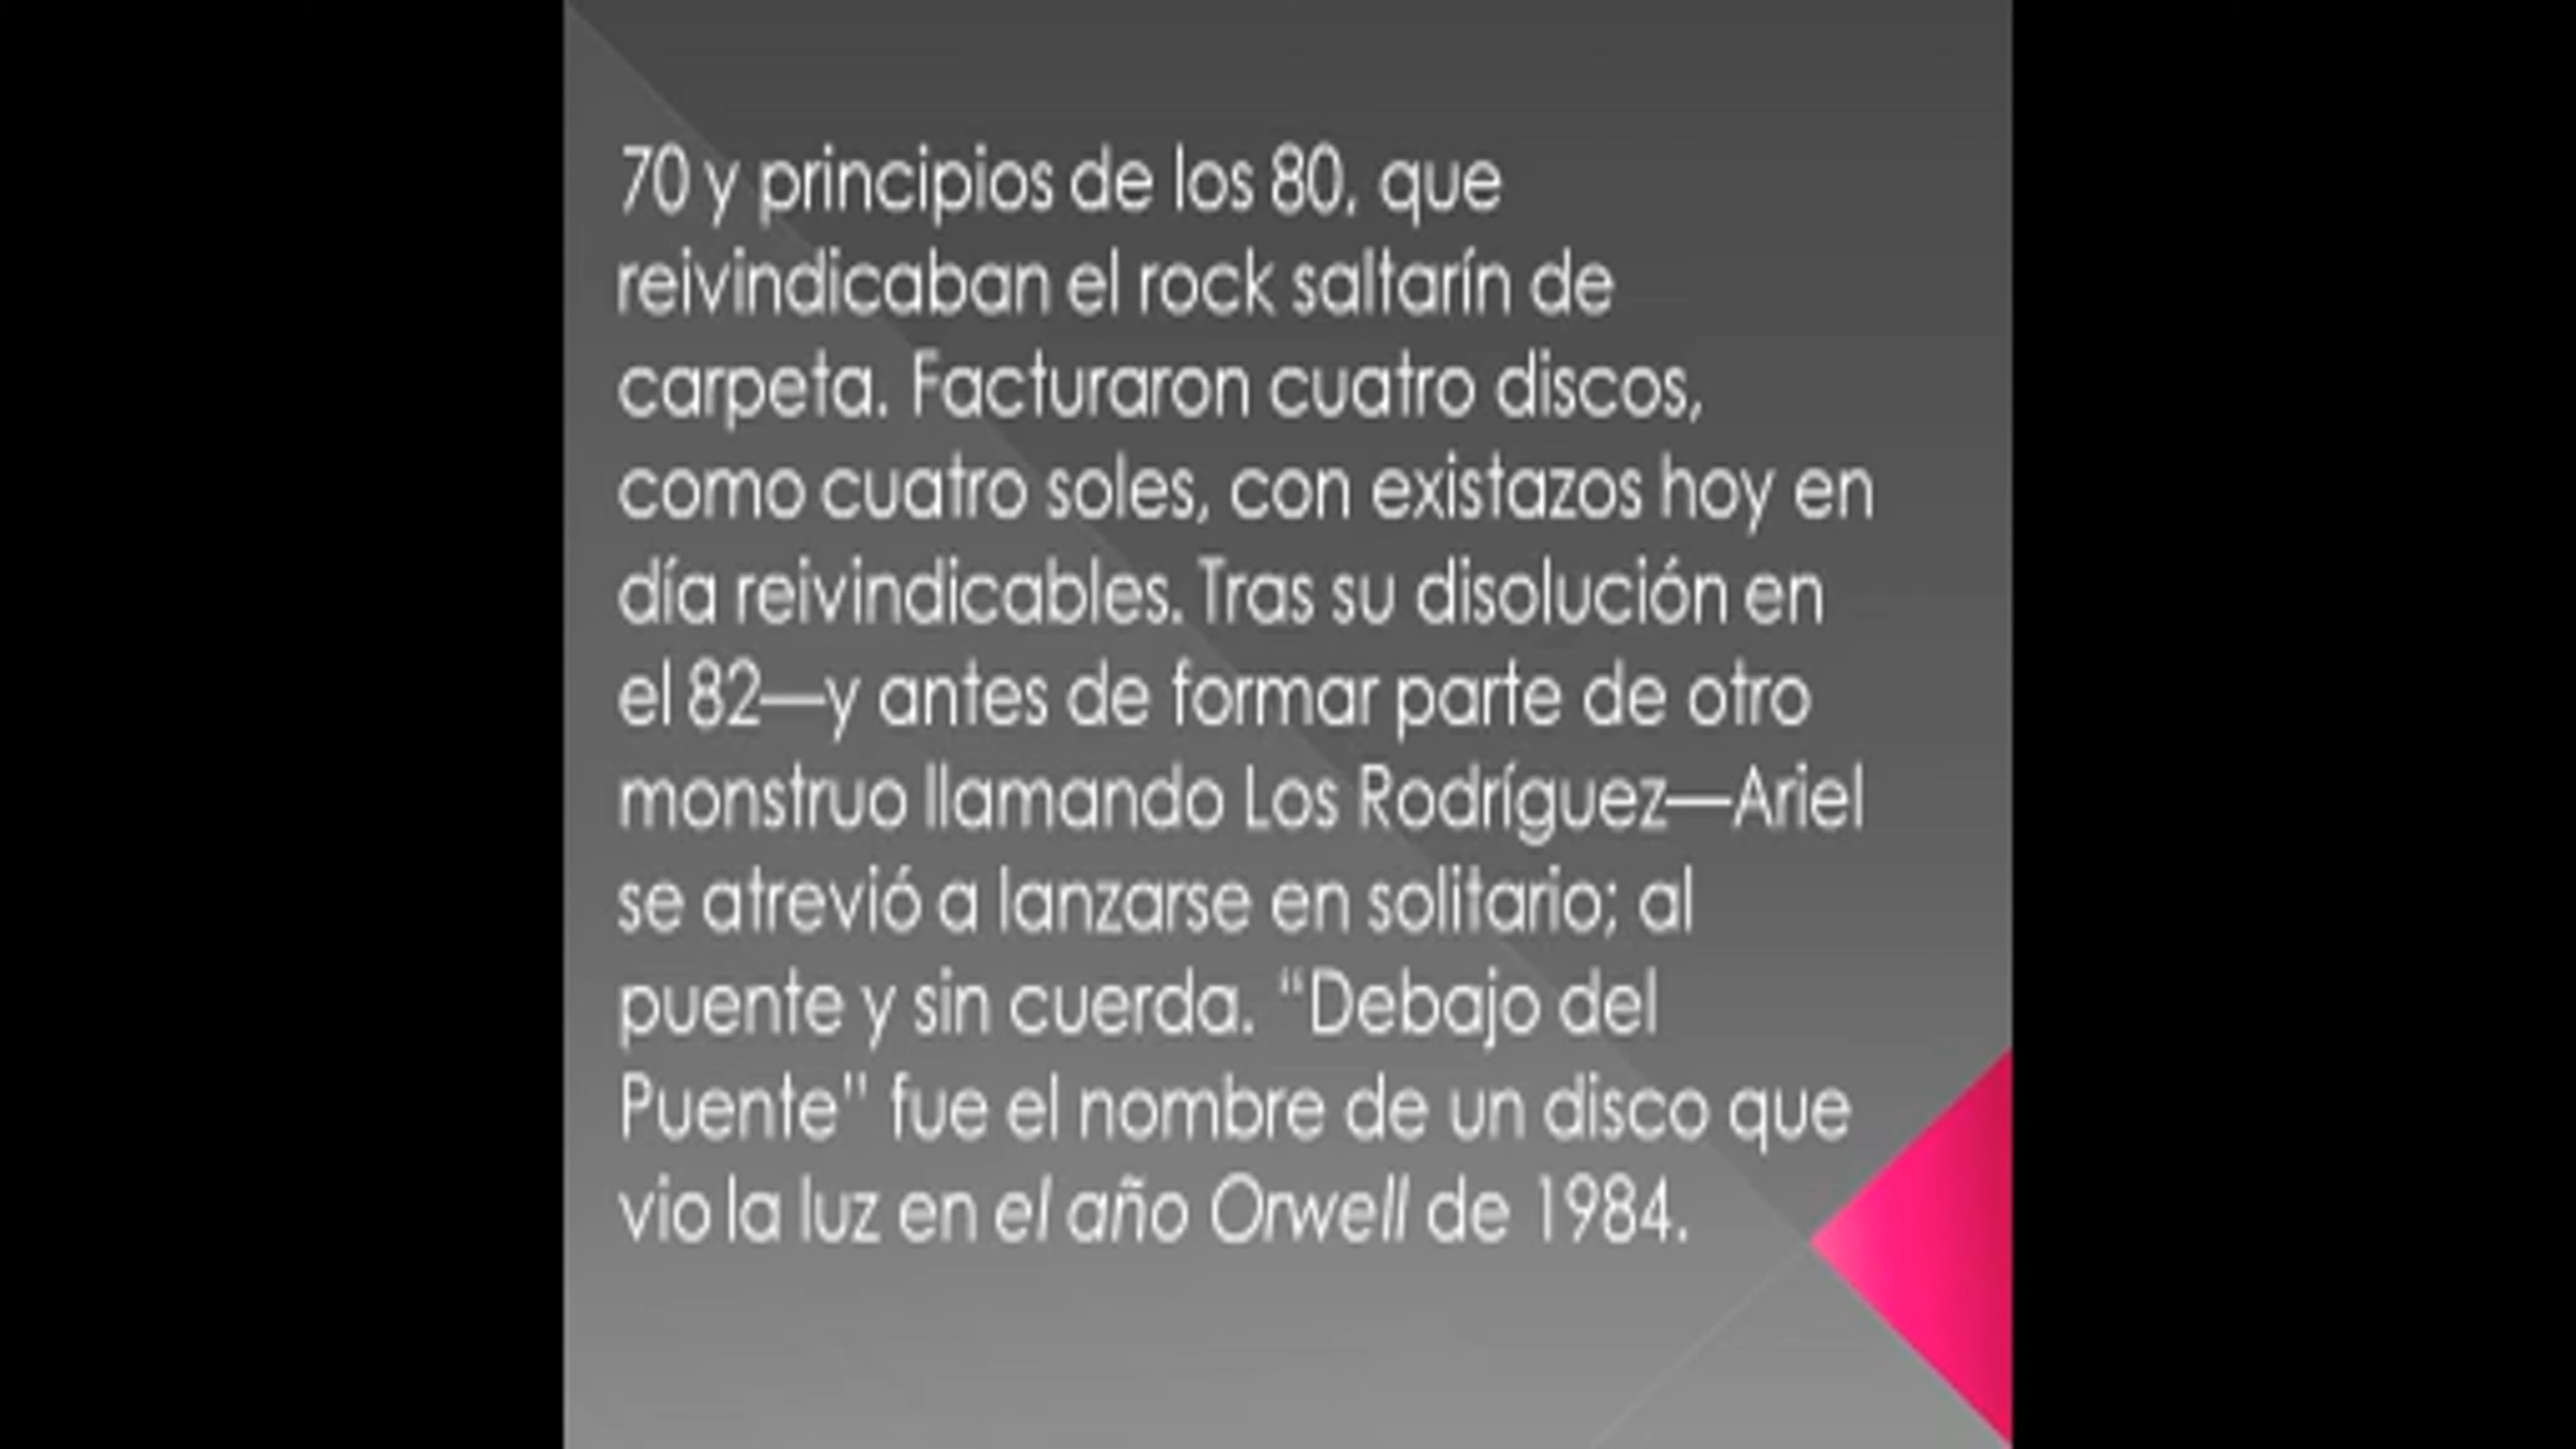 70 y principios de los 80, que
reivindicaban el rock saltarín de
carpeta. Facturaron cuatro discos,
como cuatro soles, con existazos hoy en
día reivindicables. Tras su disolución en
el 82—y antes de formar parte de otro
monstruo llamando Los Rodríguez—Ariel
se atrevió a lanzarse en solitario; al
puente y sin cuerda. “Debajo del
Puente" fue el nombre de un disco que
vio la luz en el año Orwell de 1984.